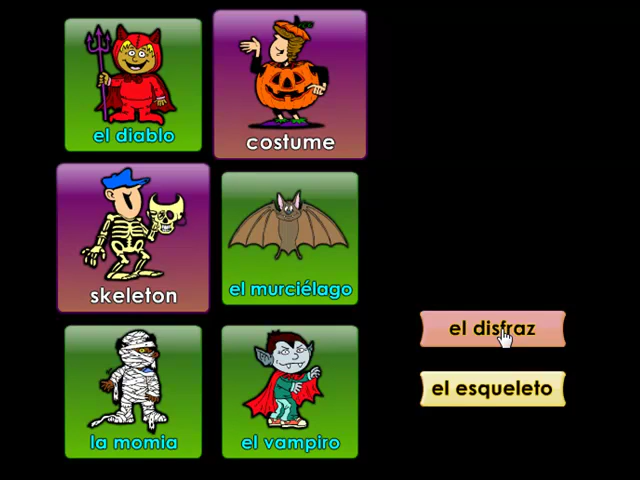 el diablo
costume
skeleton
el murciélago
el disfraz
el esqueleto
la momia
el vampiro